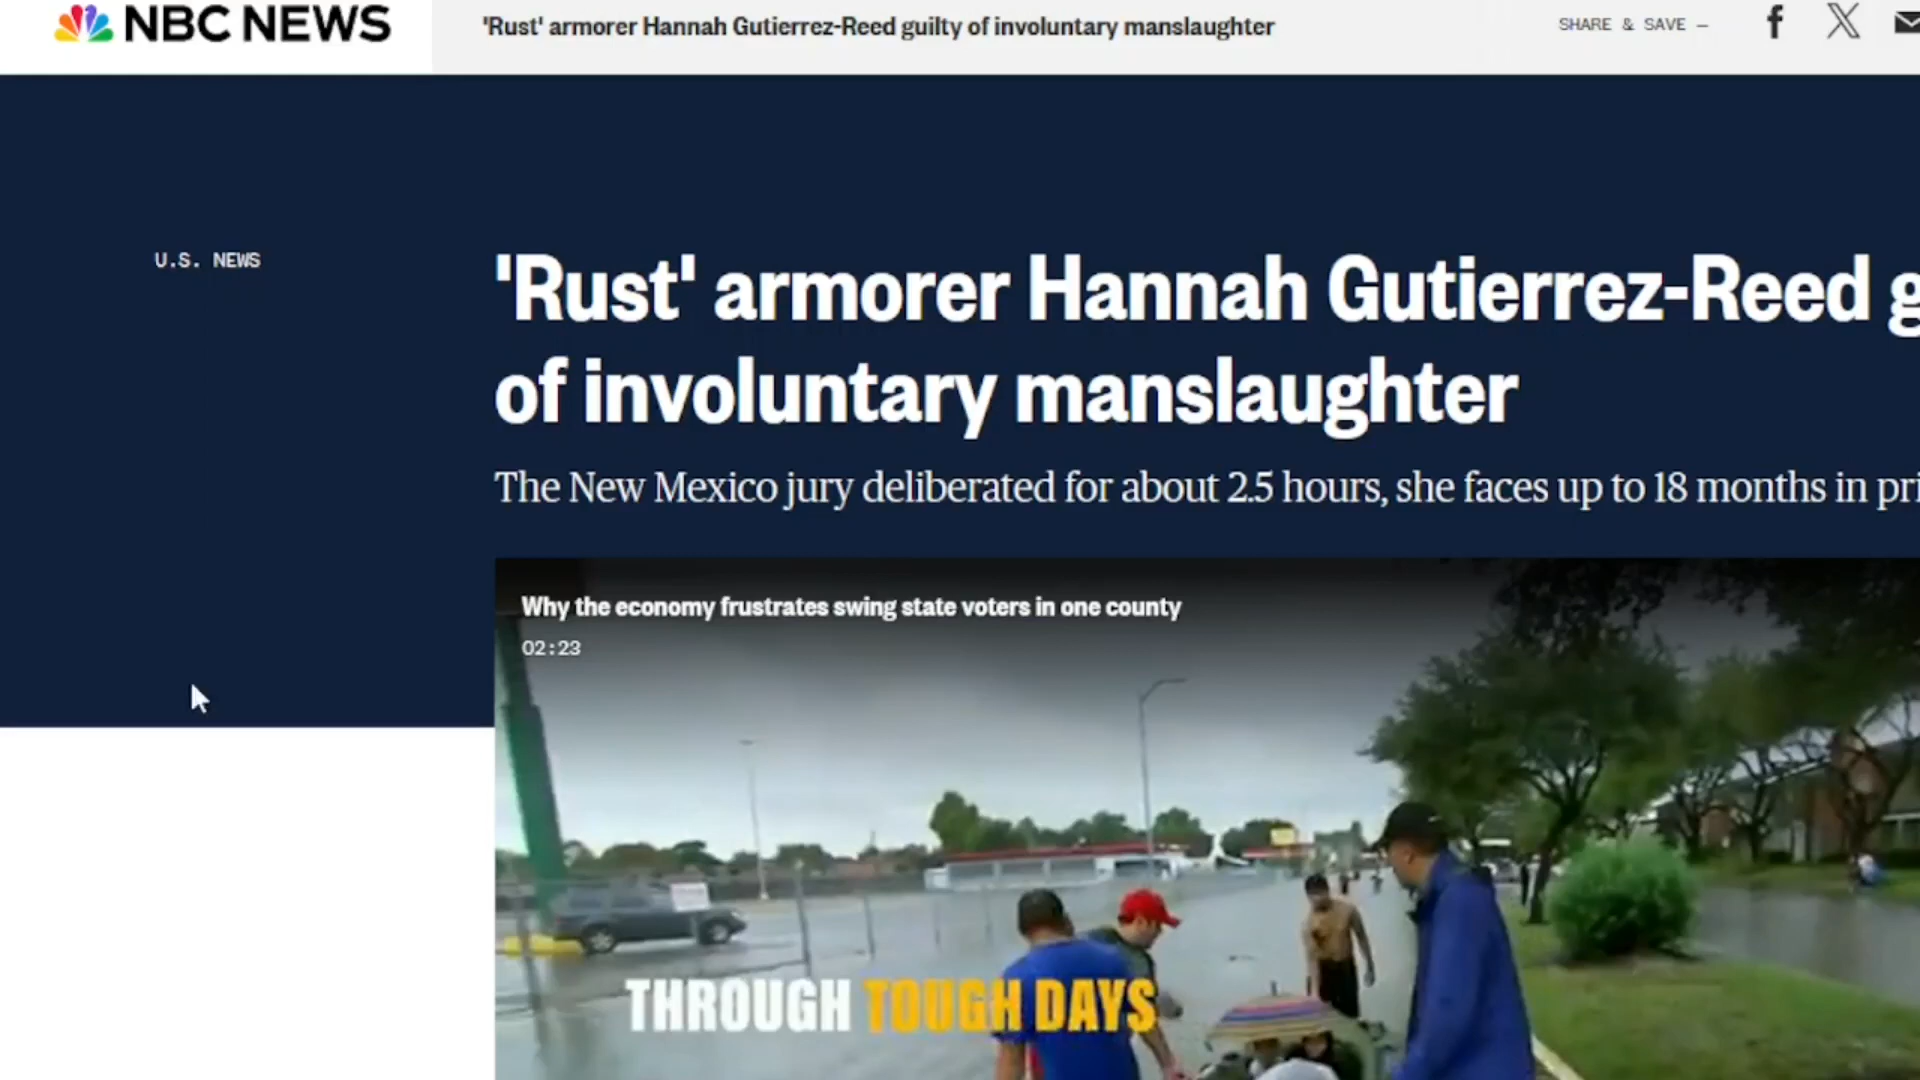 NBC NEWS
'Rust' armorer Hannah Gutierrez-Reed guilty of involuntary manslaughter
SHARE & SAVE —
U.S. NEWS
'Rust' armorer Hannah Gutierrez-Reed g
of involuntary manslaughter
The New Mexico jury deliberated for about 2.5 hours, she faces up to 18 months in pri
Why the economy frustrates swing state voters in one county
02:23
THROUGH TOUGH DAYS